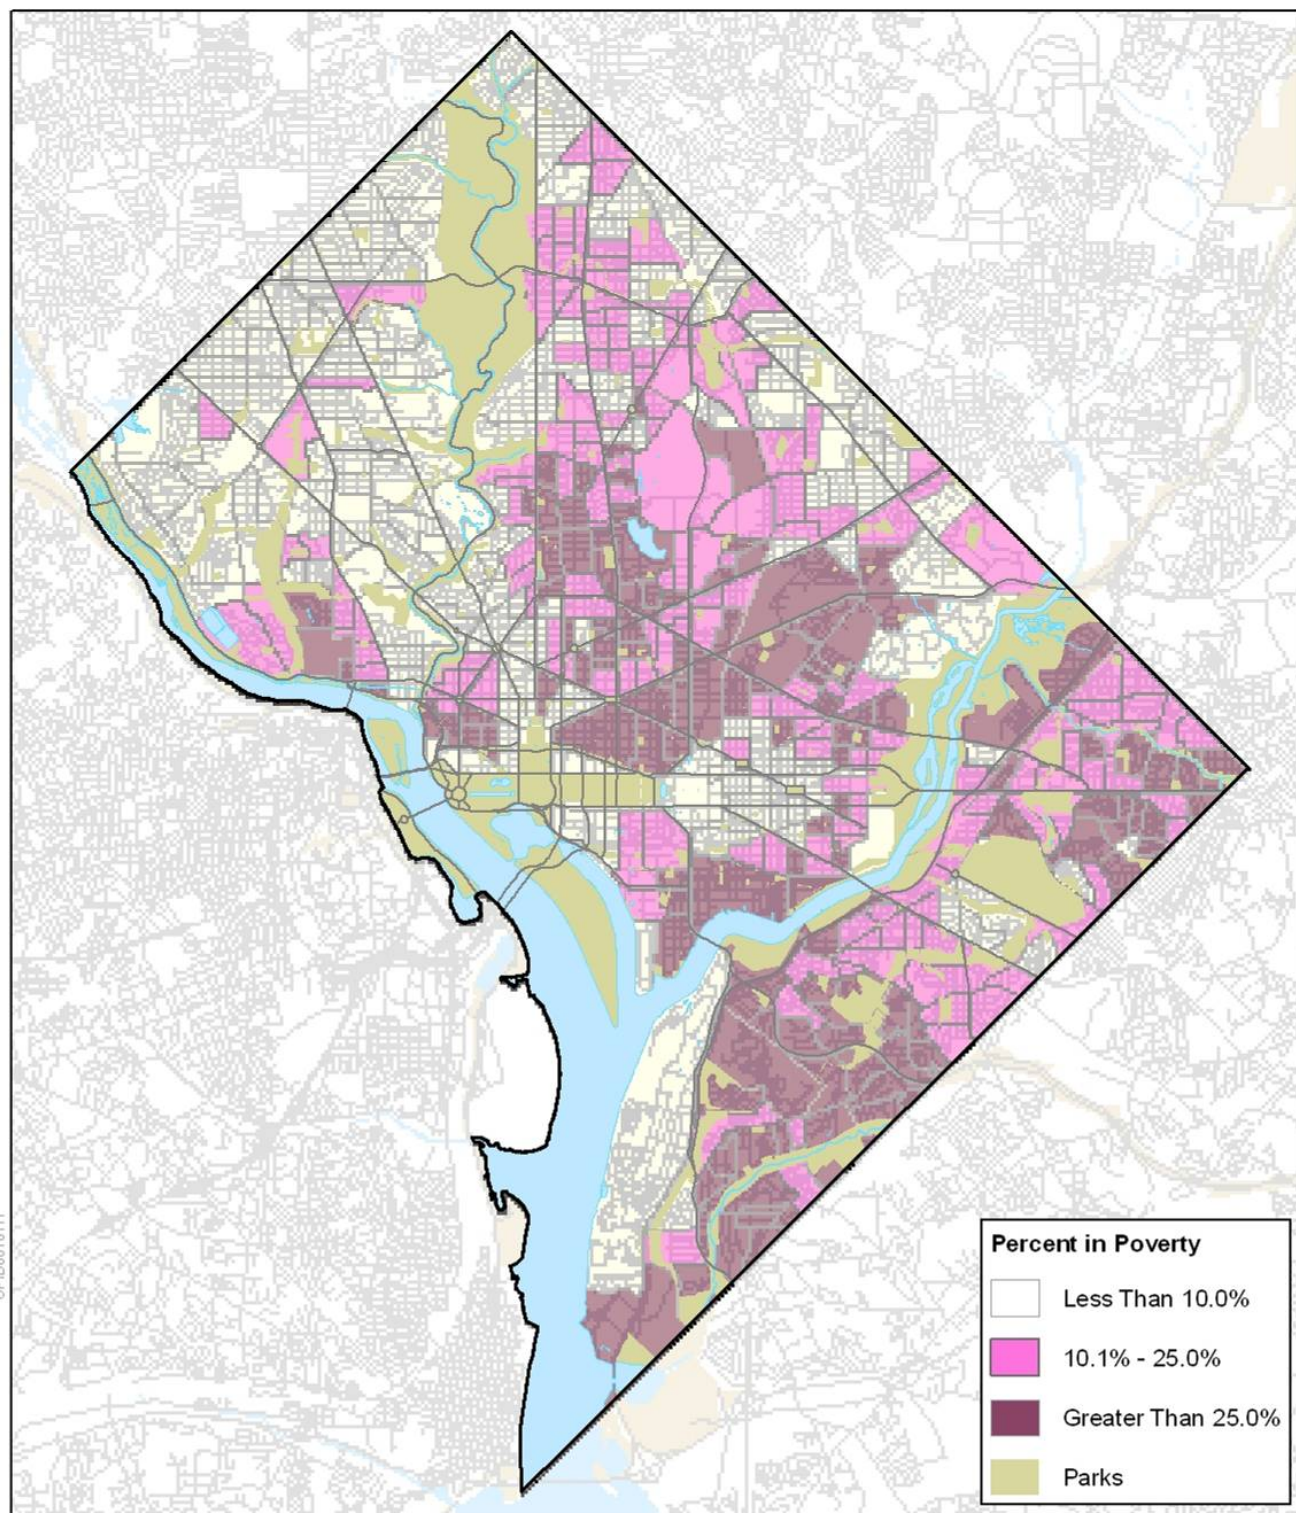 Percent in Poverty
Less Than 10.0%
10.1% - 25.0%
Greater Than 25.0%
Parks